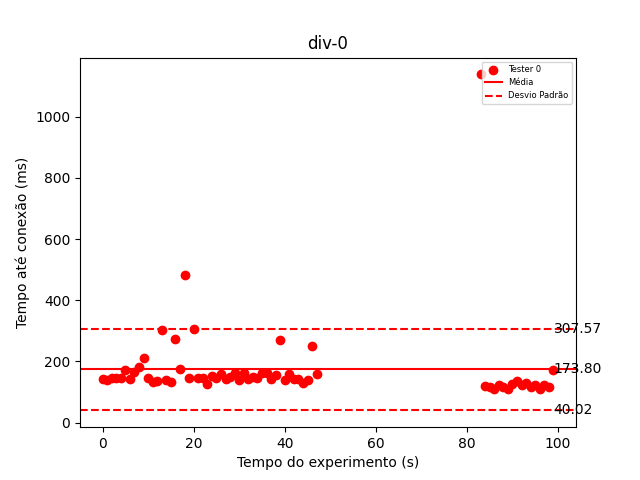 div-0
Tester 0
Média
Desvio Padrão
Tempo até conexão (ms)
1000
800
600
400
200
0
307.57
173.80
40.02
0
20
40
60
80
100
Tempo do experimento (s)